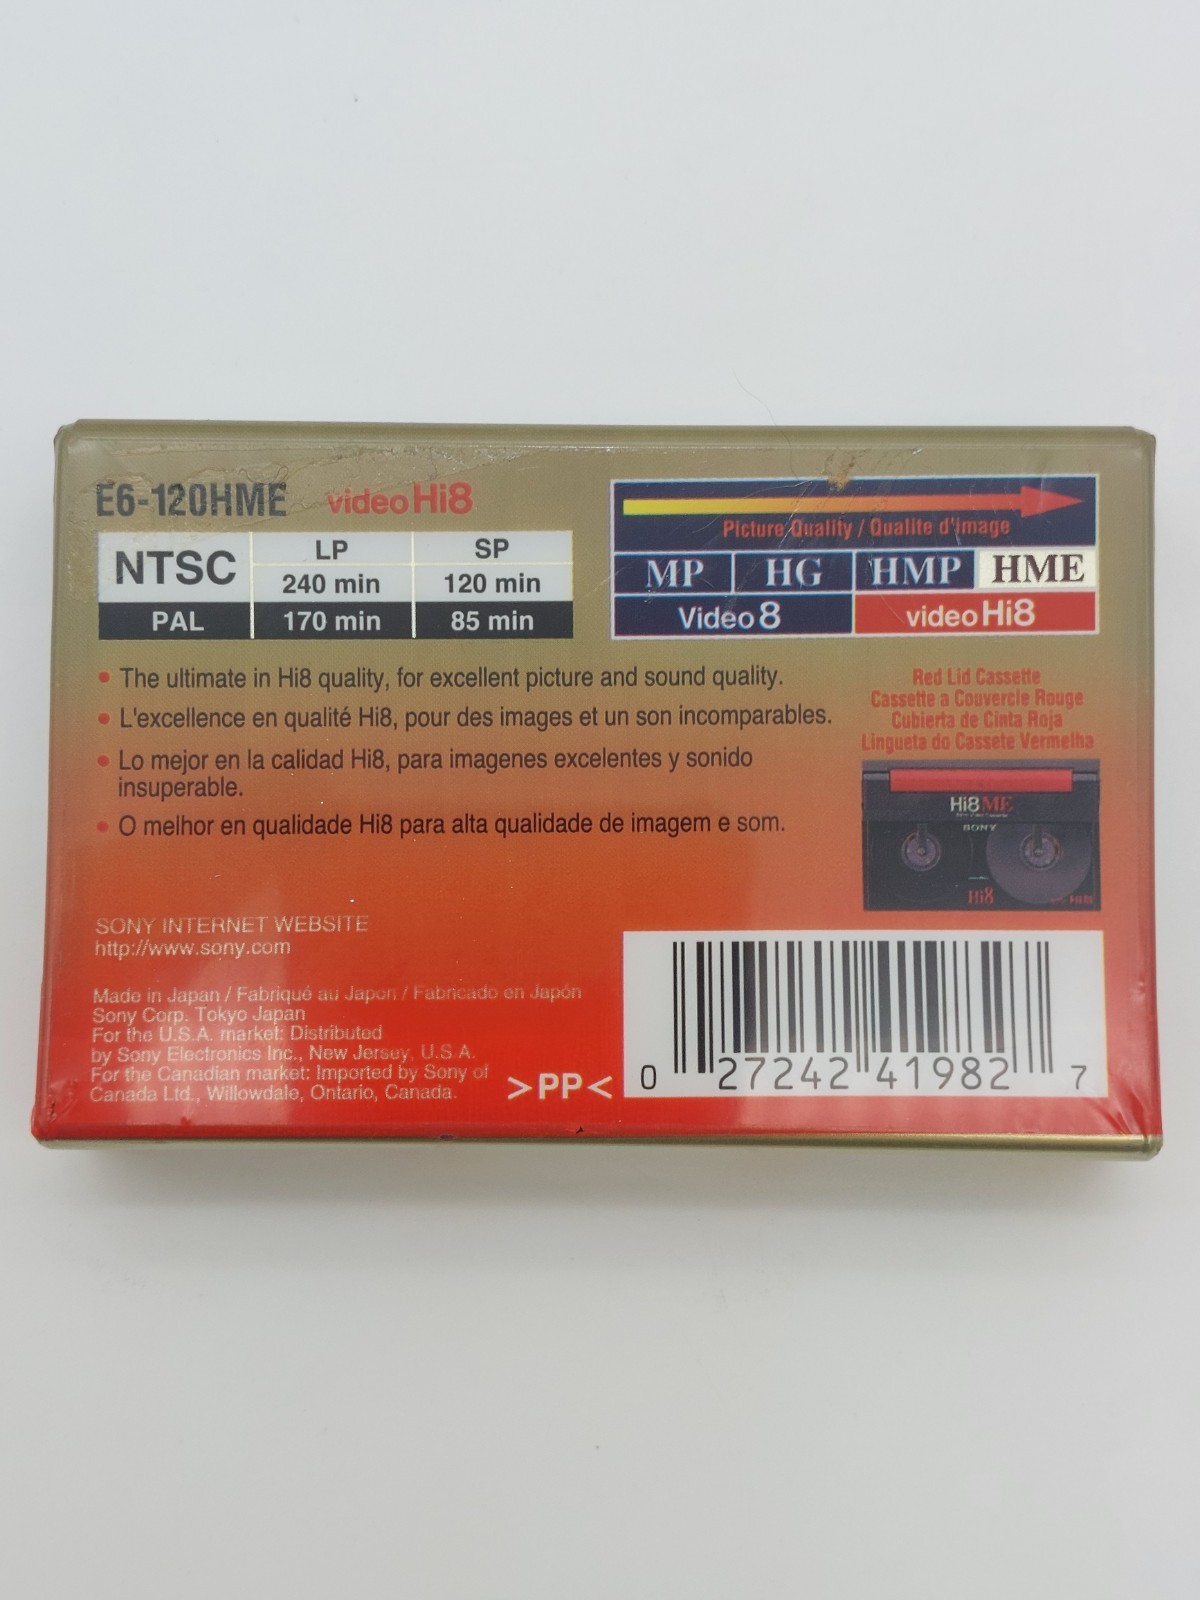 E6-120HME video Hi8
NTSC LP SP
240 min 120 min
PAL 170 min 85 min
Picture Quality / Qualite d'image
MP HG HMP HME
Video 8 video Hi8
• The ultimate in Hi8 quality, for excellent picture and sound quality.
• L'excellence en qualité Hi8, pour des images et un son incomparables.
• Lo mejor en la calidad Hi8, para imagenes excelentes y sonido
insuperable.
• O melhor en qualidade Hi8 para alta qualidade de imagem e som.
Red Lid Cassette
Cassette a Couvercle Rouge
Cubierta de Cinta Roja
Lingueta do Cassete Vermelha
Hi8 ME
SONY
Hi8
SONY INTERNET WEBSITE
http://www.sony.com
Made in Japan / Fabriqué au Japon / Fabricado en Japón
Sony Corp. Tokyo Japan
For the U.S.A. market: Distributed
by Sony Electronics Inc., New Jersey, U.S.A.
For the Canadian market: Imported by Sony of
Canada Ltd., Willowdale, Ontario, Canada.
>PP<
0 27242 41982 7